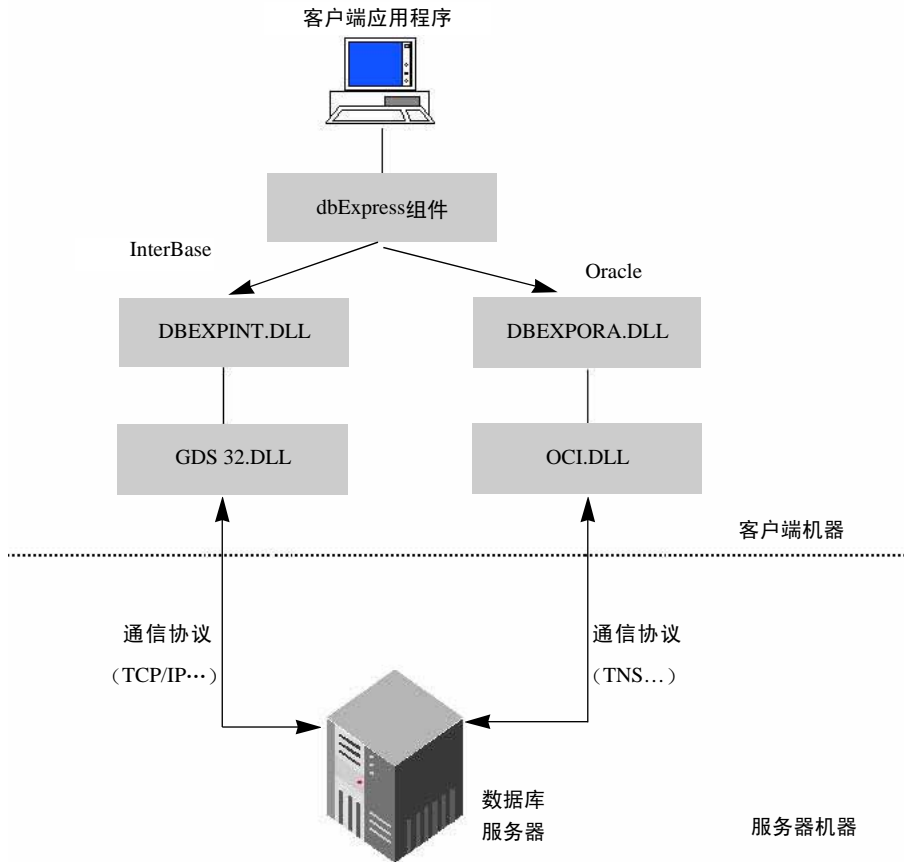 客户端应用程序
dbExpress组件
InterBase
Oracle
DBEXPINT.DLL
DBEXPORA.DLL
GDS 32.DLL
OCI.DLL
客户端机器
通信协议
（TCP/IP…）
通信协议
（TNS…）
数据库
服务器
服务器机器